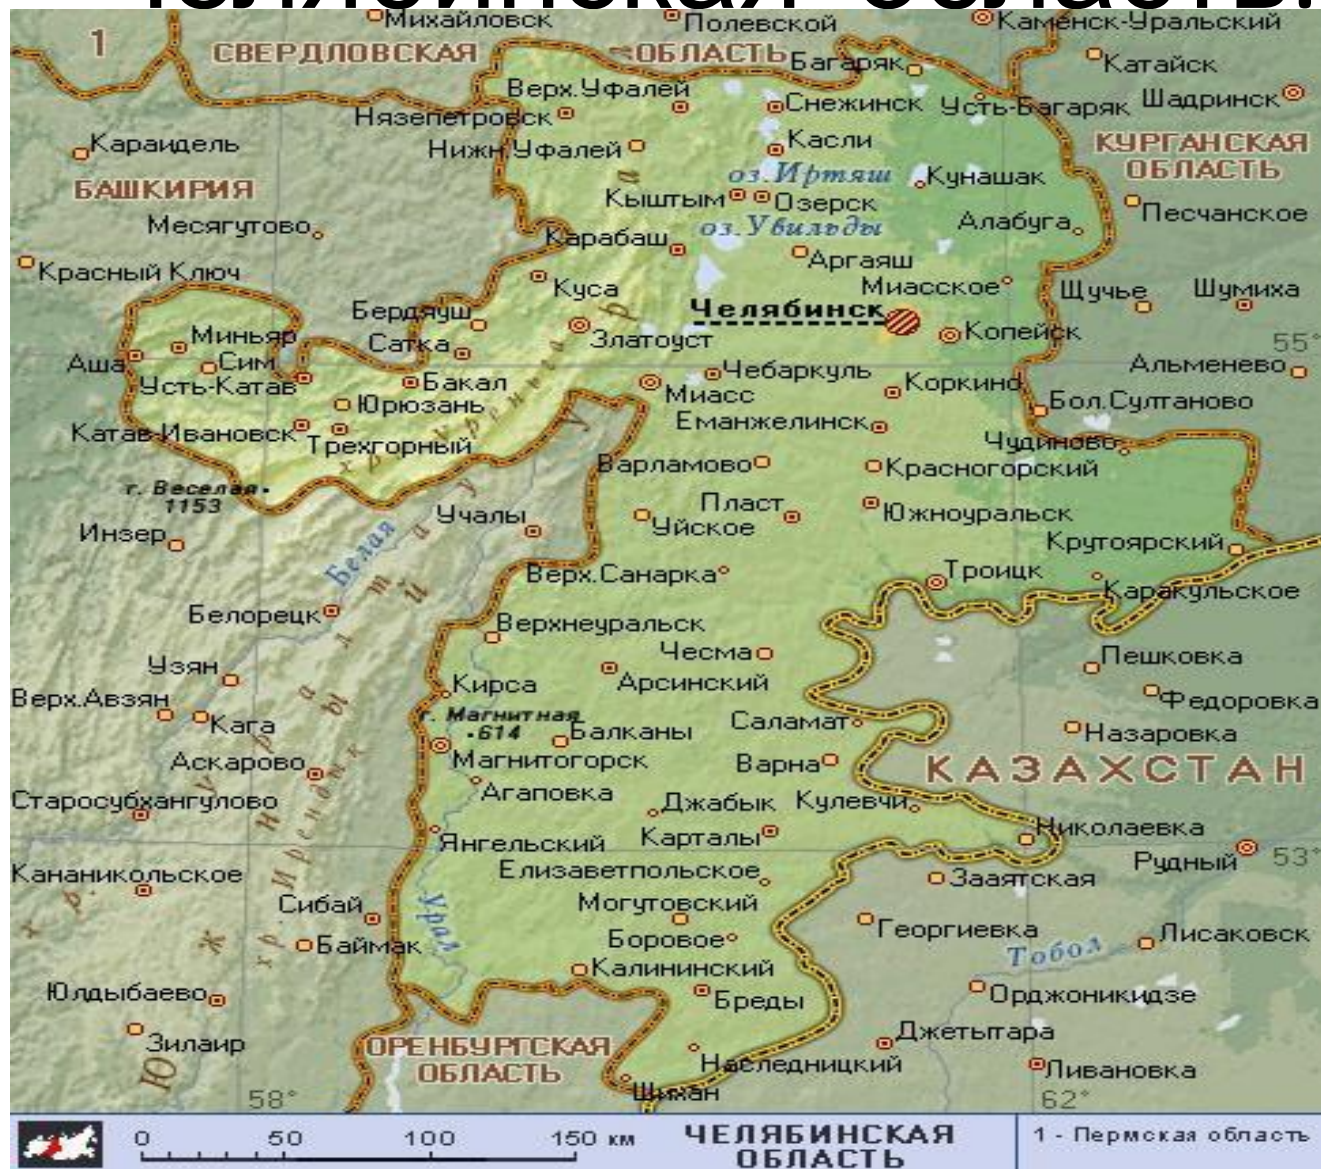 Челябинская область.
Михайловск
Полевской
Каменск-Уральский
1
СВЕРДЛОВСКАЯ ОБЛАСТЬ
Багаряк
Катайск
Верх.Уфалей
Снежинск
Усть-Багаряк
Шадринск
Нязепетровск
Караидель
Нижн.Уфалей
Касли
КУРГАНСКАЯ
ОБЛАСТЬ
БАШКИРИЯ
оз.Иртяш
Кунашак
Кыштым
Озерск
Песчанское
Месягутово
Карабаш
оз.Увильды
Алабуга
Красный Ключ
Аргаяш
Куса
Миасское
Щучье
Шумиха
Бердяуш
Челябинск
Миньяр
Сатка
Златоуст
Копейск
55°
Аша
Сим
Усть-Катав
Бакал
Чебаркуль
Альменево
Юрюзань
Миасс
Коркино
Бол.Султаново
Катав-Ивановск
Трехгорный
Еманжелинск
Чудиново
Варламово
Красногорский
г. Веселая
1153
Учалы
Пласт
Уйское
Южноуральск
Инзер
Белая
Крутоярский
Верх.Санарка
Троицк
Каракульское
Белорецк
Верхнеуральск
Чесма
Узян
Кирса
Арсинский
Пешковка
Верх.Авзян
Кага
г. Магнитная
614
Балканы
Саламат
Федоровка
Назаровка
Аскарово
Магнитогорск
Варна
КАЗАХСТАН
Старосубхангулово
Агаповка
Джабык
Кулевчи
хр. Ирендык
Янгельский
Карталы
Николаевка
Рудный
53°
Кананикольское
Елизаветпольское
Зааятская
Сибай
Урал
Могутовский
Георгиевка
Баймак
Боровое
Тобол
Лисаковск
Калининский
Юлдыбаево
Бреды
Орджоникидзе
Зилаир
ОРЕНБУРГСКАЯ
ОБЛАСТЬ
Джетыгара
Наследницкий
Ливановка
Шихан
58°
62°
0 50 100 150 км
ЧЕЛЯБИНСКАЯ
ОБЛАСТЬ
1 - Пермская область